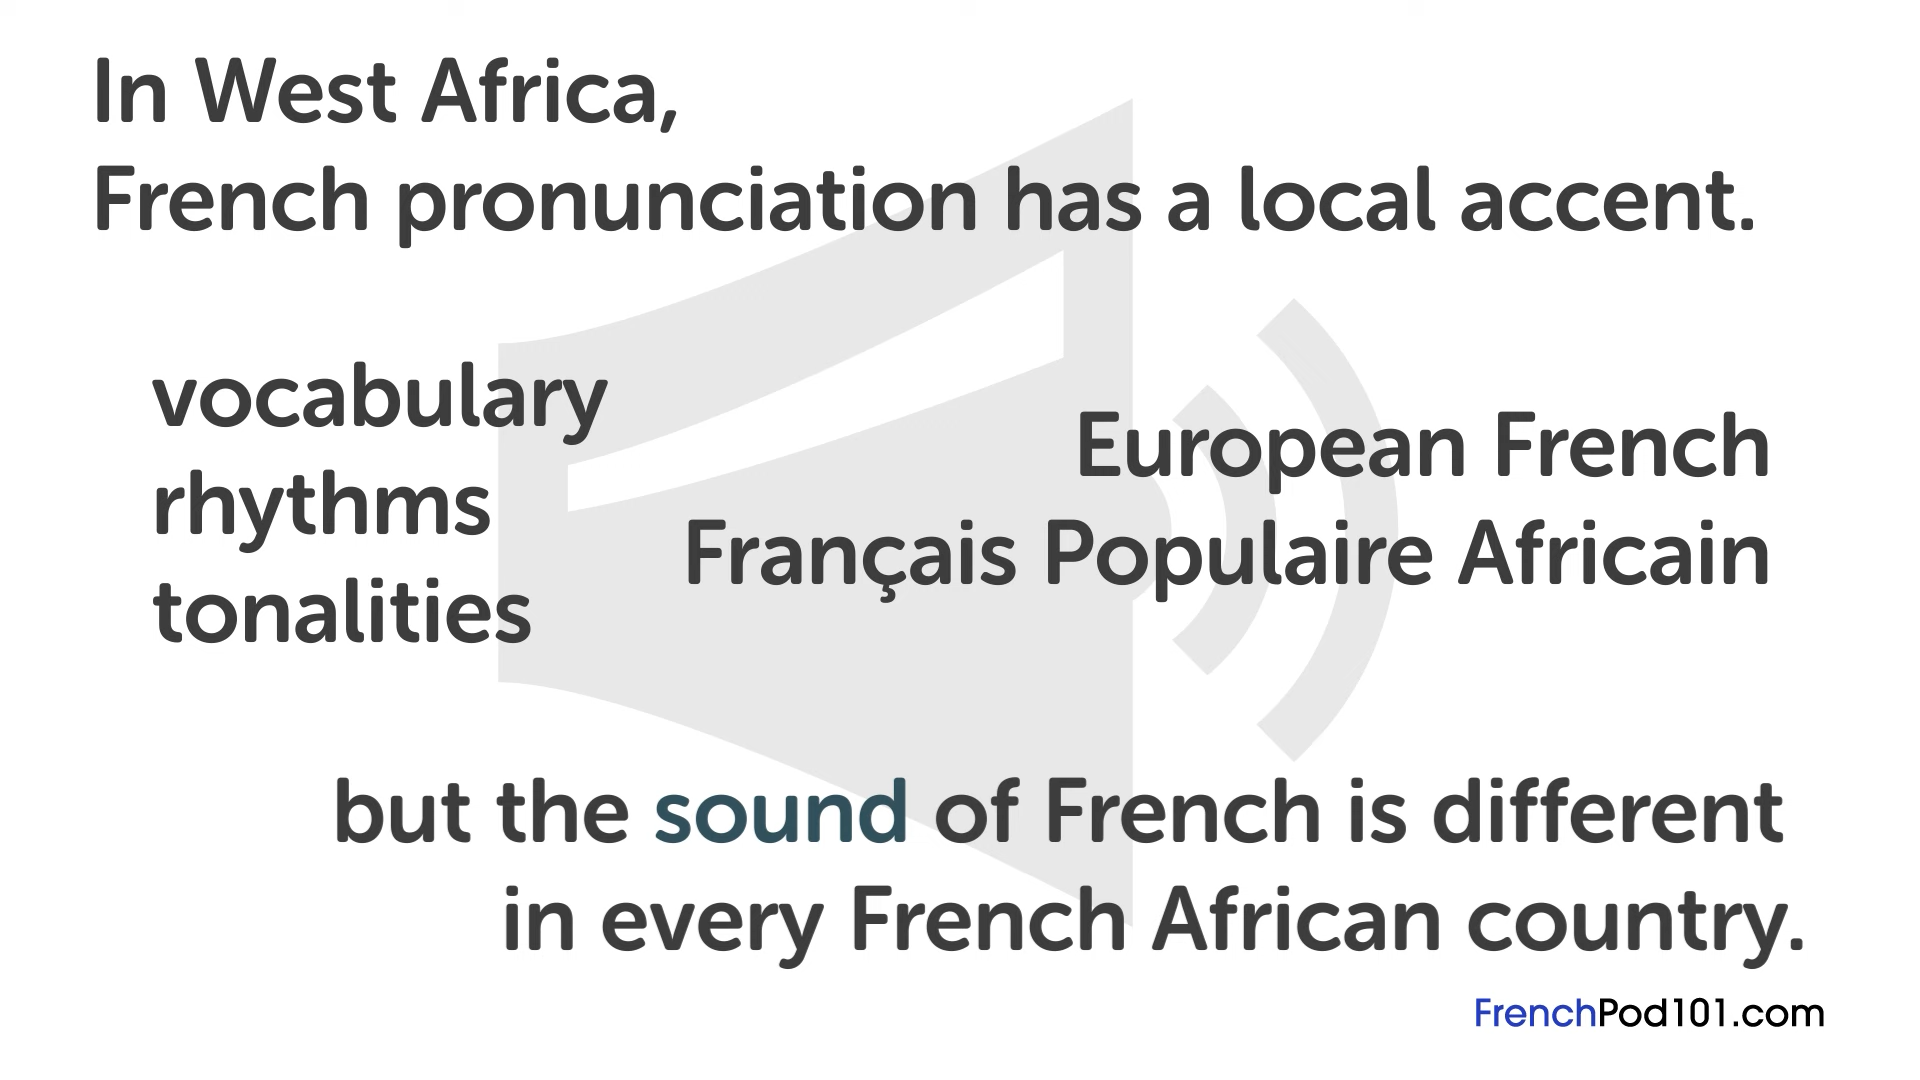 In West Africa,
French pronunciation has a local accent.
vocabulary
rhythms
tonalities
European French
Français Populaire Africain
but the sound of French is different
in every French African country.
FrenchPod101.com